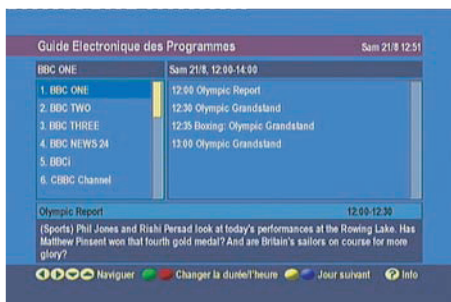 Guide Electronique des Programmes
Sam 21/8 12:51
BBC ONE
Sam 21/8, 12:00-14:00
1. BBC ONE
2. BBC TWO
3. BBC THREE
4. BBC NEWS 24
5. BBCi
6. CBBC Channel
12:00 Olympic Report
12:30 Olympic Grandstand
12:35 Boxing: Olympic Grandstand
13:00 Olympic Grandstand
Olympic Report
12:00-12:30
(Sports) Phil Jones and Rishi Persad look at today's performances at the Rowing Lake. Has
Matthew Pinsent won that fourth gold medal? And are Britain's sailors on course for more
glory?
Naviguer
Changer la durée/l'heure
Jour suivant
? Info